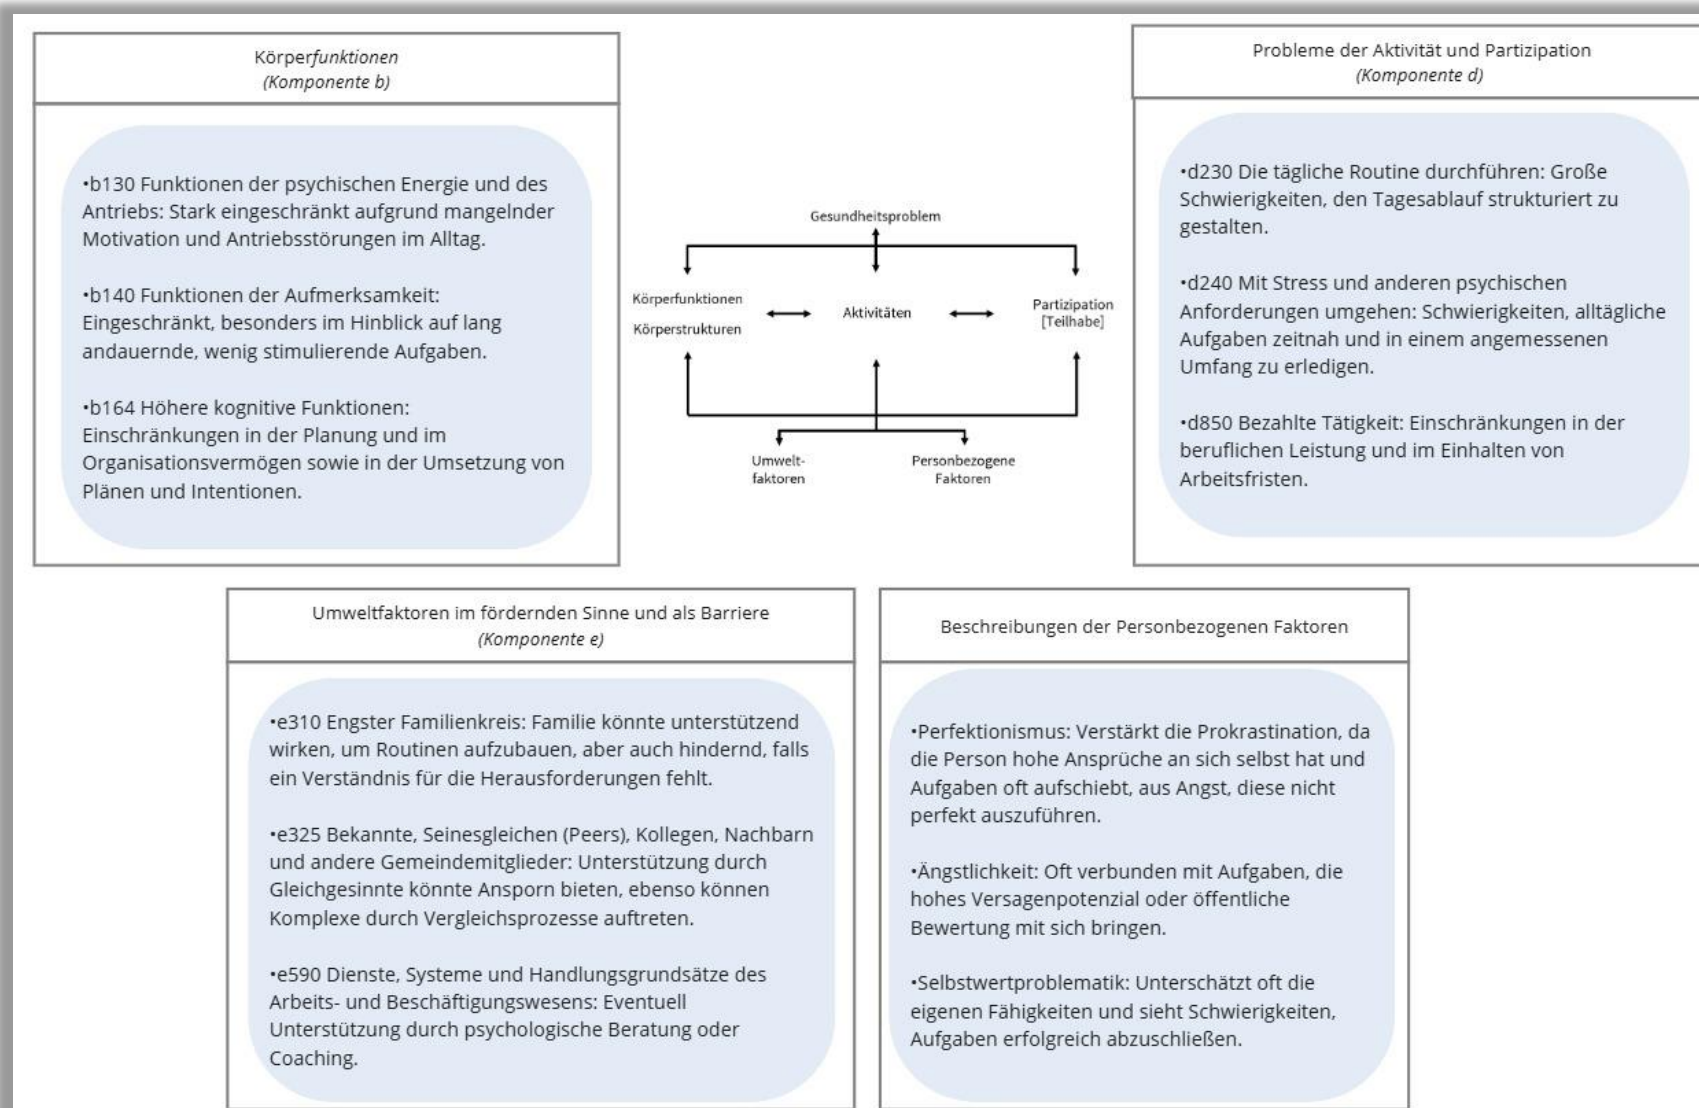 Körperfunktionen
(Komponente b)
•b130 Funktionen der psychischen Energie und des
Antriebs: Stark eingeschränkt aufgrund mangelnder
Motivation und Antriebsstörungen im Alltag.
•b140 Funktionen der Aufmerksamkeit:
Eingeschränkt, besonders im Hinblick auf lang
andauernde, wenig stimulierende Aufgaben.
•b164 Höhere kognitive Funktionen:
Einschränkungen in der Planung und im
Organisationsvermögen sowie in der Umsetzung von
Plänen und Intentionen.
Gesundheitsproblem
Körperfunktionen
Körperstrukturen
Aktivitäten
Partizipation
[Teilhabe]
Umwelt-
faktoren
Personbezogene
Faktoren
Probleme der Aktivität und Partizipation
(Komponente d)
•d230 Die tägliche Routine durchführen: Große
Schwierigkeiten, den Tagesablauf strukturiert zu
gestalten.
•d240 Mit Stress und anderen psychischen
Anforderungen umgehen: Schwierigkeiten, alltägliche
Aufgaben zeitnah und in einem angemessenen
Umfang zu erledigen.
•d850 Bezahlte Tätigkeit: Einschränkungen in der
beruflichen Leistung und im Einhalten von
Arbeitsfristen.
Umweltfaktoren im fördernden Sinne und als Barriere
(Komponente e)
•e310 Engster Familienkreis: Familie könnte unterstützend
wirken, um Routinen aufzubauen, aber auch hindernd, falls
ein Verständnis für die Herausforderungen fehlt.
•e325 Bekannte, Seinesgleichen (Peers), Kollegen, Nachbarn
und andere Gemeindemitglieder: Unterstützung durch
Gleichgesinnte könnte Ansporn bieten, ebenso können
Komplexe durch Vergleichsprozesse auftreten.
•e590 Dienste, Systeme und Handlungsgrundsätze des
Arbeits- und Beschäftigungswesens: Eventuell
Unterstützung durch psychologische Beratung oder
Coaching.
Beschreibungen der Personbezogenen Faktoren
•Perfektionismus: Verstärkt die Prokrastination, da
die Person hohe Ansprüche an sich selbst hat und
Aufgaben oft aufschiebt, aus Angst, diese nicht
perfekt auszuführen.
•Ängstlichkeit: Oft verbunden mit Aufgaben, die
hohes Versagenpotenzial oder öffentliche
Bewertung mit sich bringen.
•Selbstwertproblematik: Unterschätzt oft die
eigenen Fähigkeiten und sieht Schwierigkeiten,
Aufgaben erfolgreich abzuschließen.